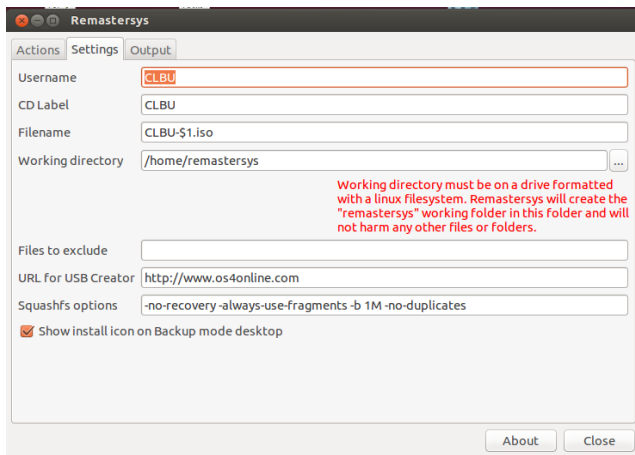 Remastersys
Actions Settings Output
Username CLBU
CD Label CLBU
Filename CLBU-$1.iso
Working directory /home/remastersys ...
Working directory must be on a drive formatted
with a linux filesystem. Remastersys will create the
"remastersys" working folder in this folder and will
not harm any other files or folders.
Files to exclude
URL for USB Creator http://www.os4online.com
Squashfs options -no-recovery -always-use-fragments -b 1M -no-duplicates
Show install icon on Backup mode desktop
About Close